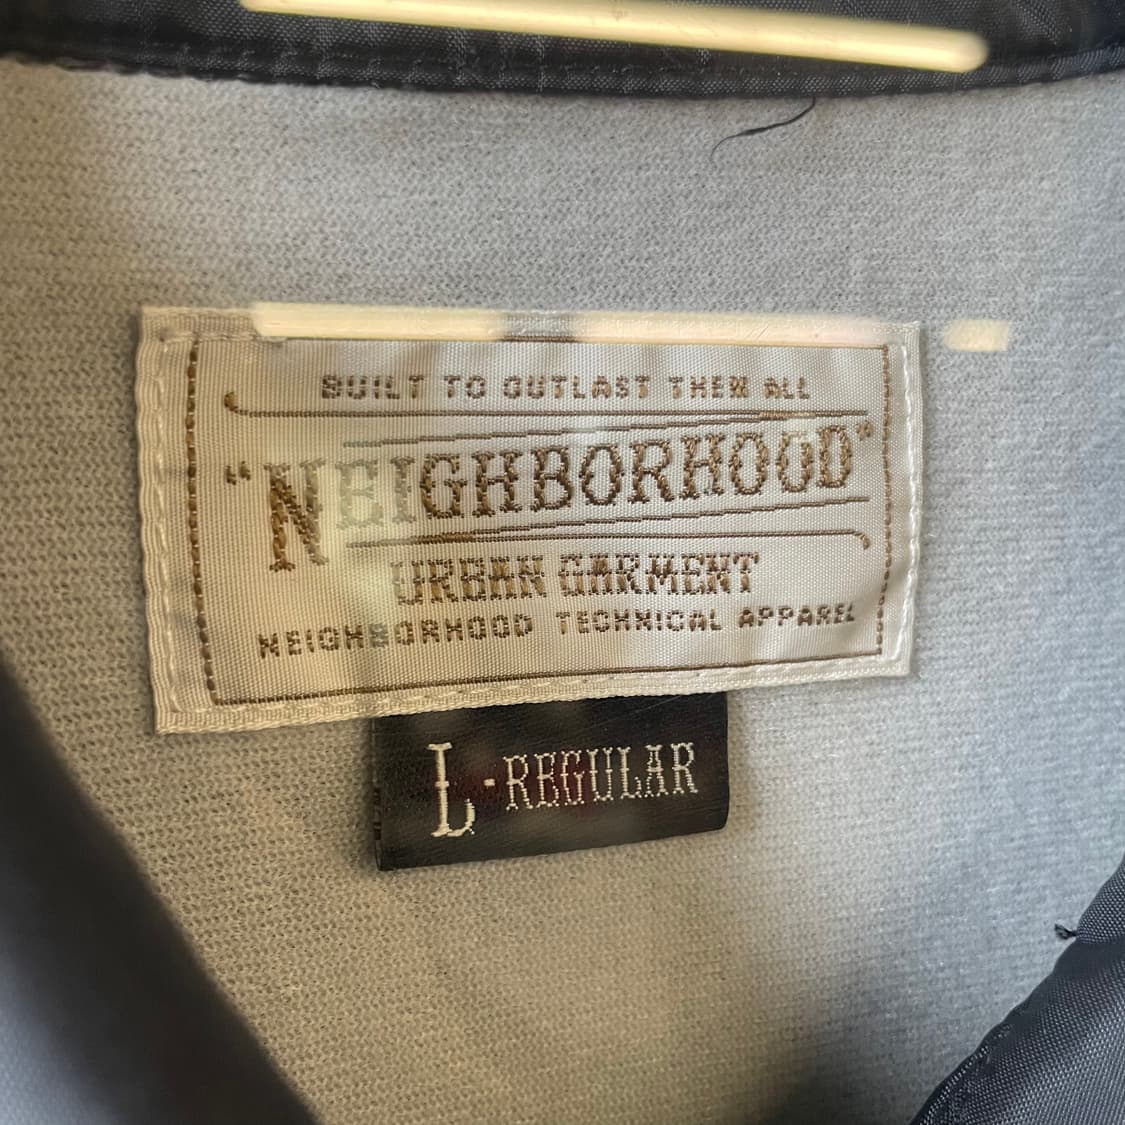 BUILT TO OUTLAST THEM ALL
"NEIGHBORHOOD"
URBAN GARMENT
NEIGHBORHOOD TECHNICAL APPAREL
L-REGULAR